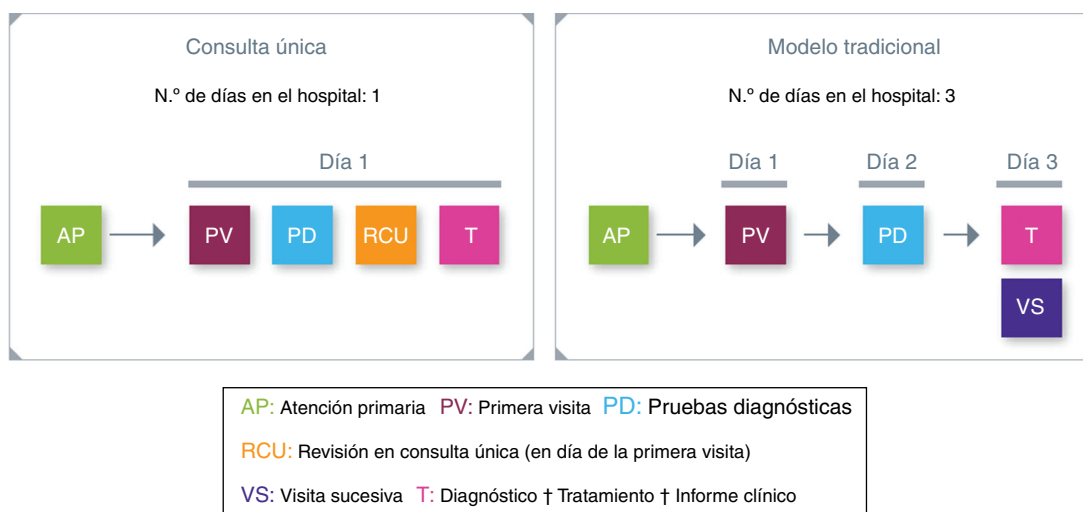 Consulta única
N.º de días en el hospital: 1
Día 1
AP
PV
PD
RCU
T
Modelo tradicional
N.º de días en el hospital: 3
Día 1
Día 2
Día 3
AP
PV
PD
T
VS
AP: Atención primaria PV: Primera visita PD: Pruebas diagnósticas
RCU: Revisión en consulta única (en día de la primera visita)
VS: Visita sucesiva T: Diagnóstico † Tratamiento † Informe clínico